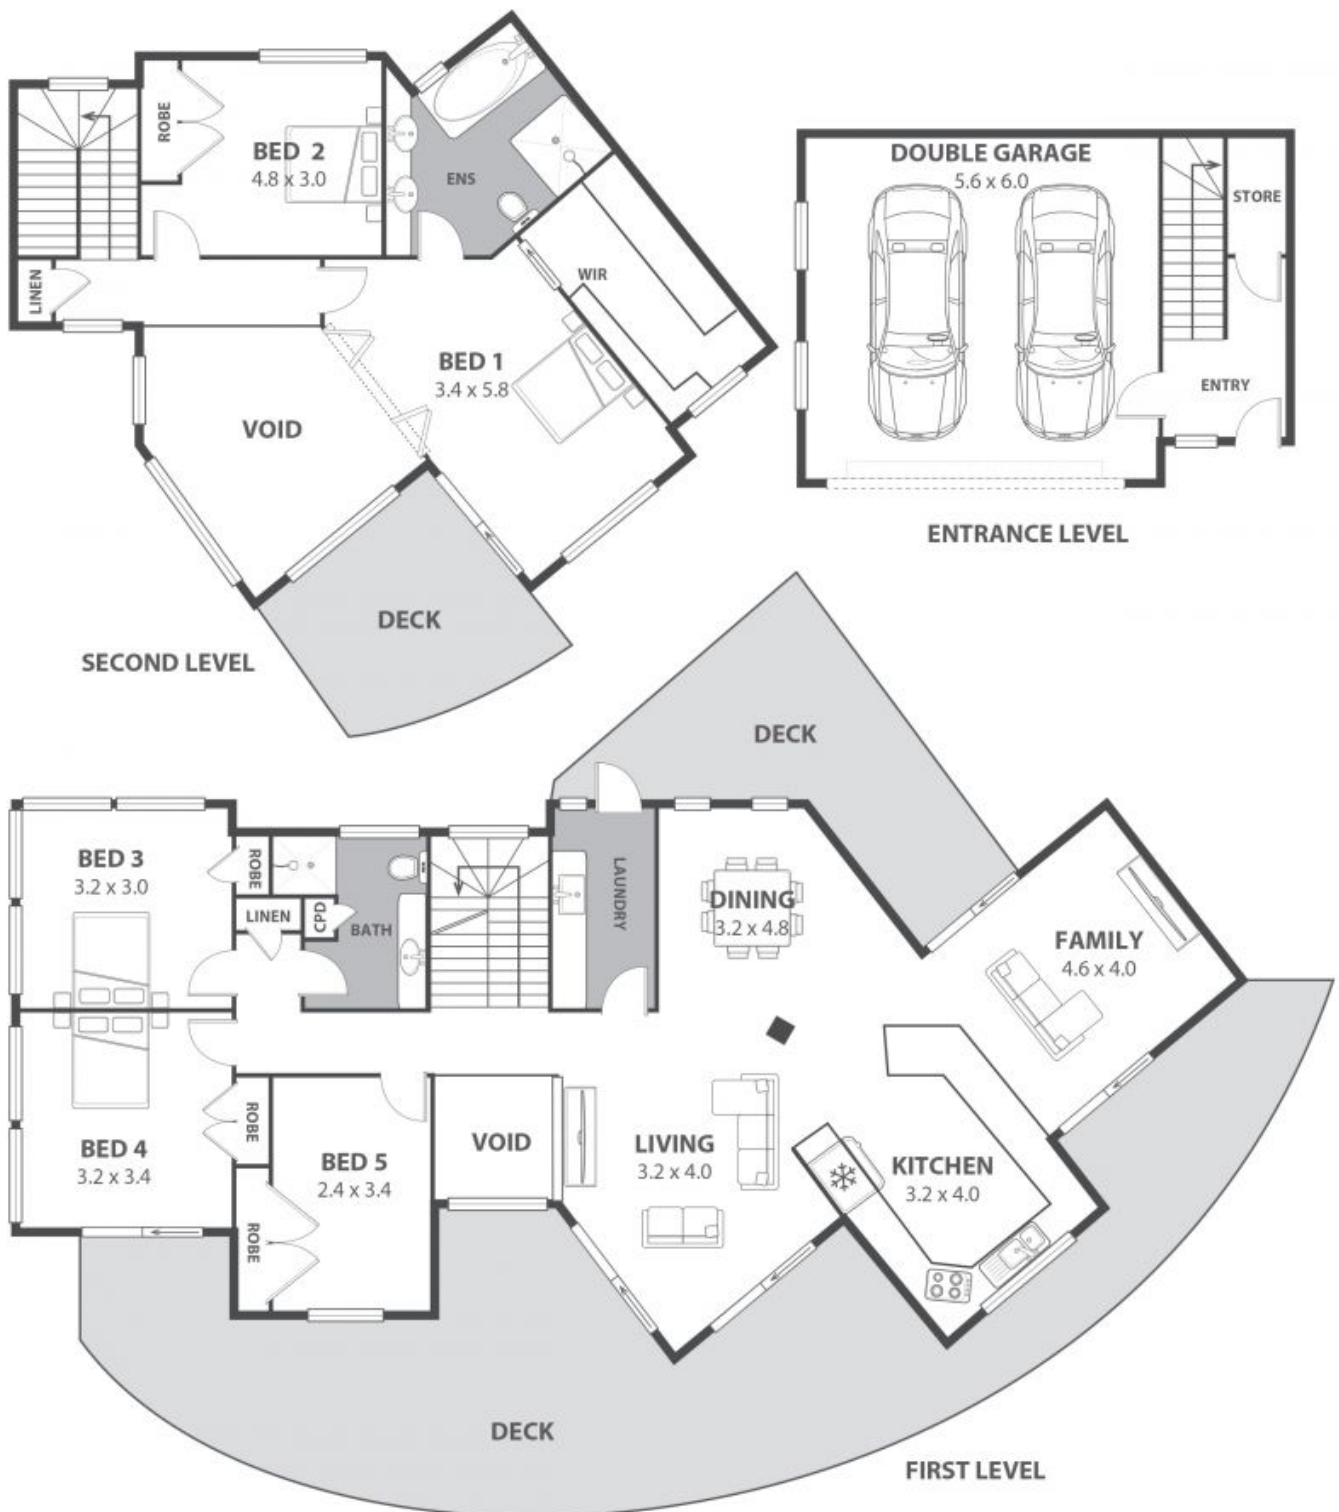 ROBE
BED 2
4.8 x 3.0
ENS
LINEN
WIR
BED 1
3.4 x 5.8
VOID
DECK
SECOND LEVEL
DOUBLE GARAGE
5.6 x 6.0
STORE
ENTRY
ENTRANCE LEVEL
DECK
BED 3
3.2 x 3.0
ROBE
LINEN
CPD
BATH
LAUNDRY
DINING
3.2 x 4.8
FAMILY
4.6 x 4.0
BED 4
3.2 x 3.4
ROBE
ROBE
BED 5
2.4 x 3.4
VOID
LIVING
3.2 x 4.0
KITCHEN
3.2 x 4.0
DECK
FIRST LEVEL